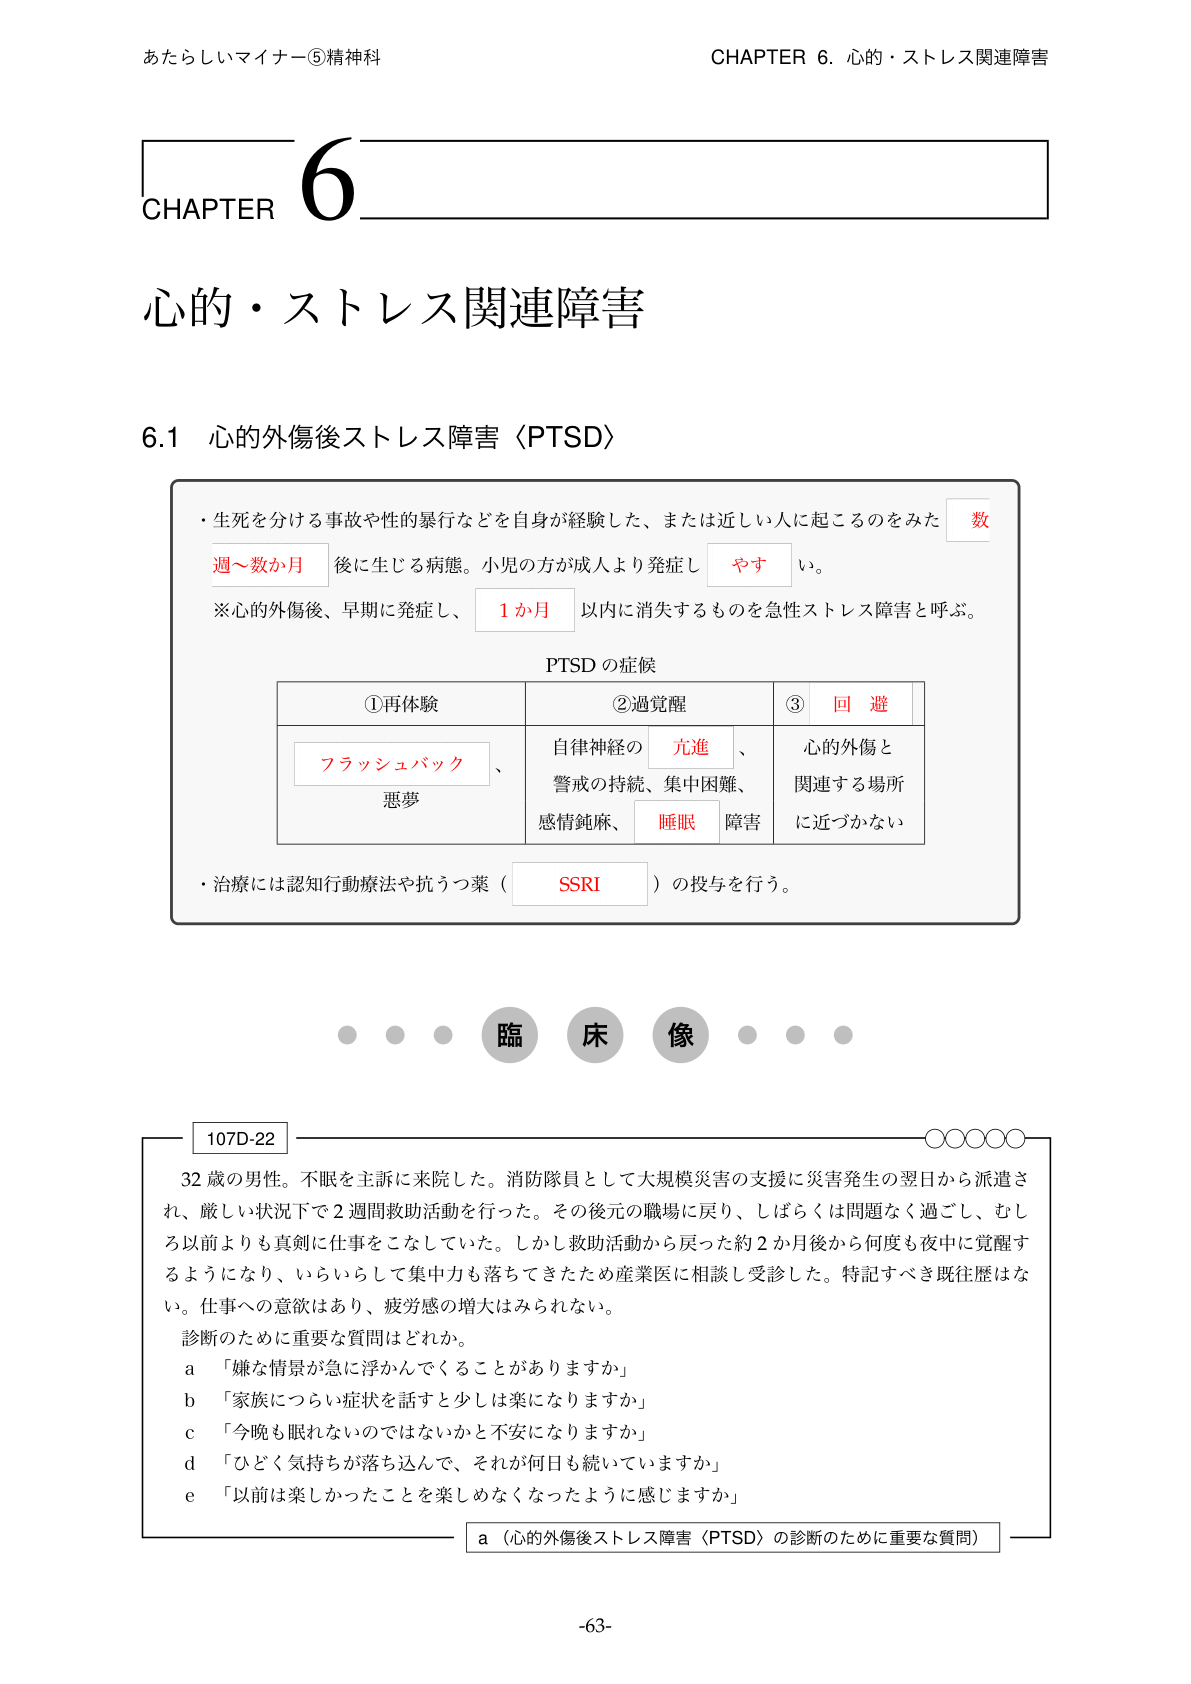 あたらしいマイナー⑤精神科 CHAPTER 6. 心的・ストレス関連障害
CHAPTER 6
心的・ストレス関連障害
6.1 心的外傷後ストレス障害〈PTSD〉
・生死を分ける事故や性的暴行などを自身が経験した、または近しい人に起こるのをみた 数
週～数か月 後に生じる病態。小児の方が成人より発症し やす い。
※心的外傷後、早期に発症し、 1か月 以内に消失するものを急性ストレス障害と呼ぶ。
PTSD の症候
①再体験 ②過覚醒 ③ 回 避
フラッシュバック 、
悪夢
自律神経の 亢進 、
警戒の持続、集中困難、
感情鈍麻、 睡眠 障害
心的外傷と
関連する場所
に近づかない
・治療には認知行動療法や抗うつ薬（ SSRI ）の投与を行う。
臨 床 像
107D-22
32 歳の男性。不眠を主訴に来院した。消防隊員として大規模災害の支援に災害発生の翌日から派遣さ
れ、厳しい状況下で 2 週間救助活動を行った。その後元の職場に戻り、しばらくは問題なく過ごし、むし
ろ以前よりも真剣に仕事をこなしていた。しかし救助活動から戻った約 2 か月後から何度も夜中に覚醒す
るようになり、いらいらして集中力も落ちてきたため産業医に相談し受診した。特記すべき既往歴はな
い。仕事への意欲はあり、疲労感の増大はみられない。
診断のために重要な質問はどれか。
a 「嫌な情景が急に浮かんでくることがありますか」
b 「家族につらい症状を話すと少しは楽になりますか」
c 「今晩も眠れないのではないかと不安になりますか」
d 「ひどく気持ちが落ち込んで、それが何日も続いていますか」
e 「以前は楽しかったことを楽しめなくなったように感じますか」
a （心的外傷後ストレス障害〈PTSD〉の診断のために重要な質問）
-63-